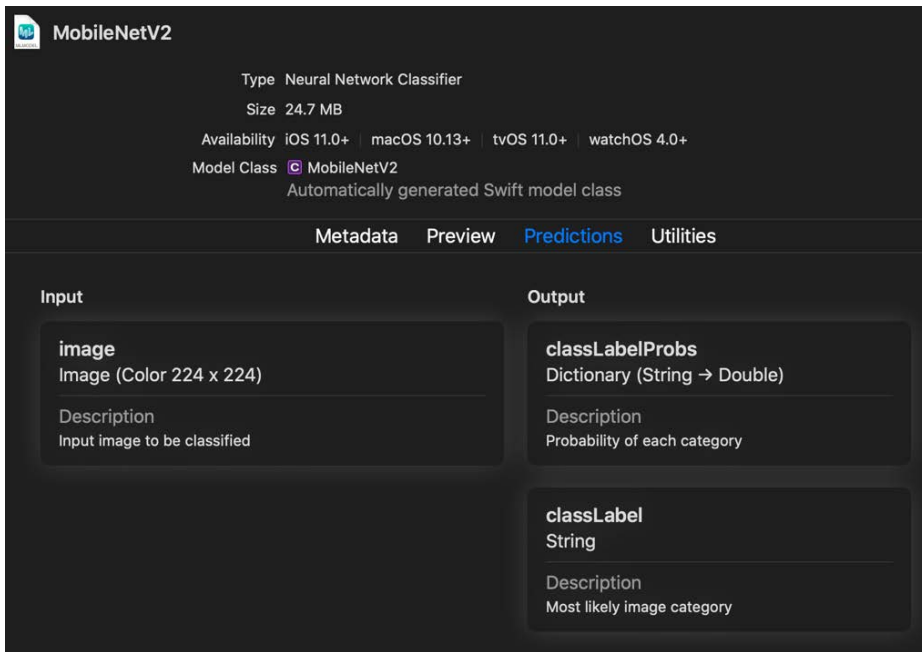 MobileNetV2
Type Neural Network Classifier
Size 24.7 MB
Availability iOS 11.0+ | macOS 10.13+ | tvOS 11.0+ | watchOS 4.0+
Model Class C MobileNetV2
Automatically generated Swift model class
Metadata Preview Predictions Utilities
Input
image
Image (Color 224 x 224)
Description
Input image to be classified
Output
classLabelProbs
Dictionary (String → Double)
Description
Probability of each category
classLabel
String
Description
Most likely image category